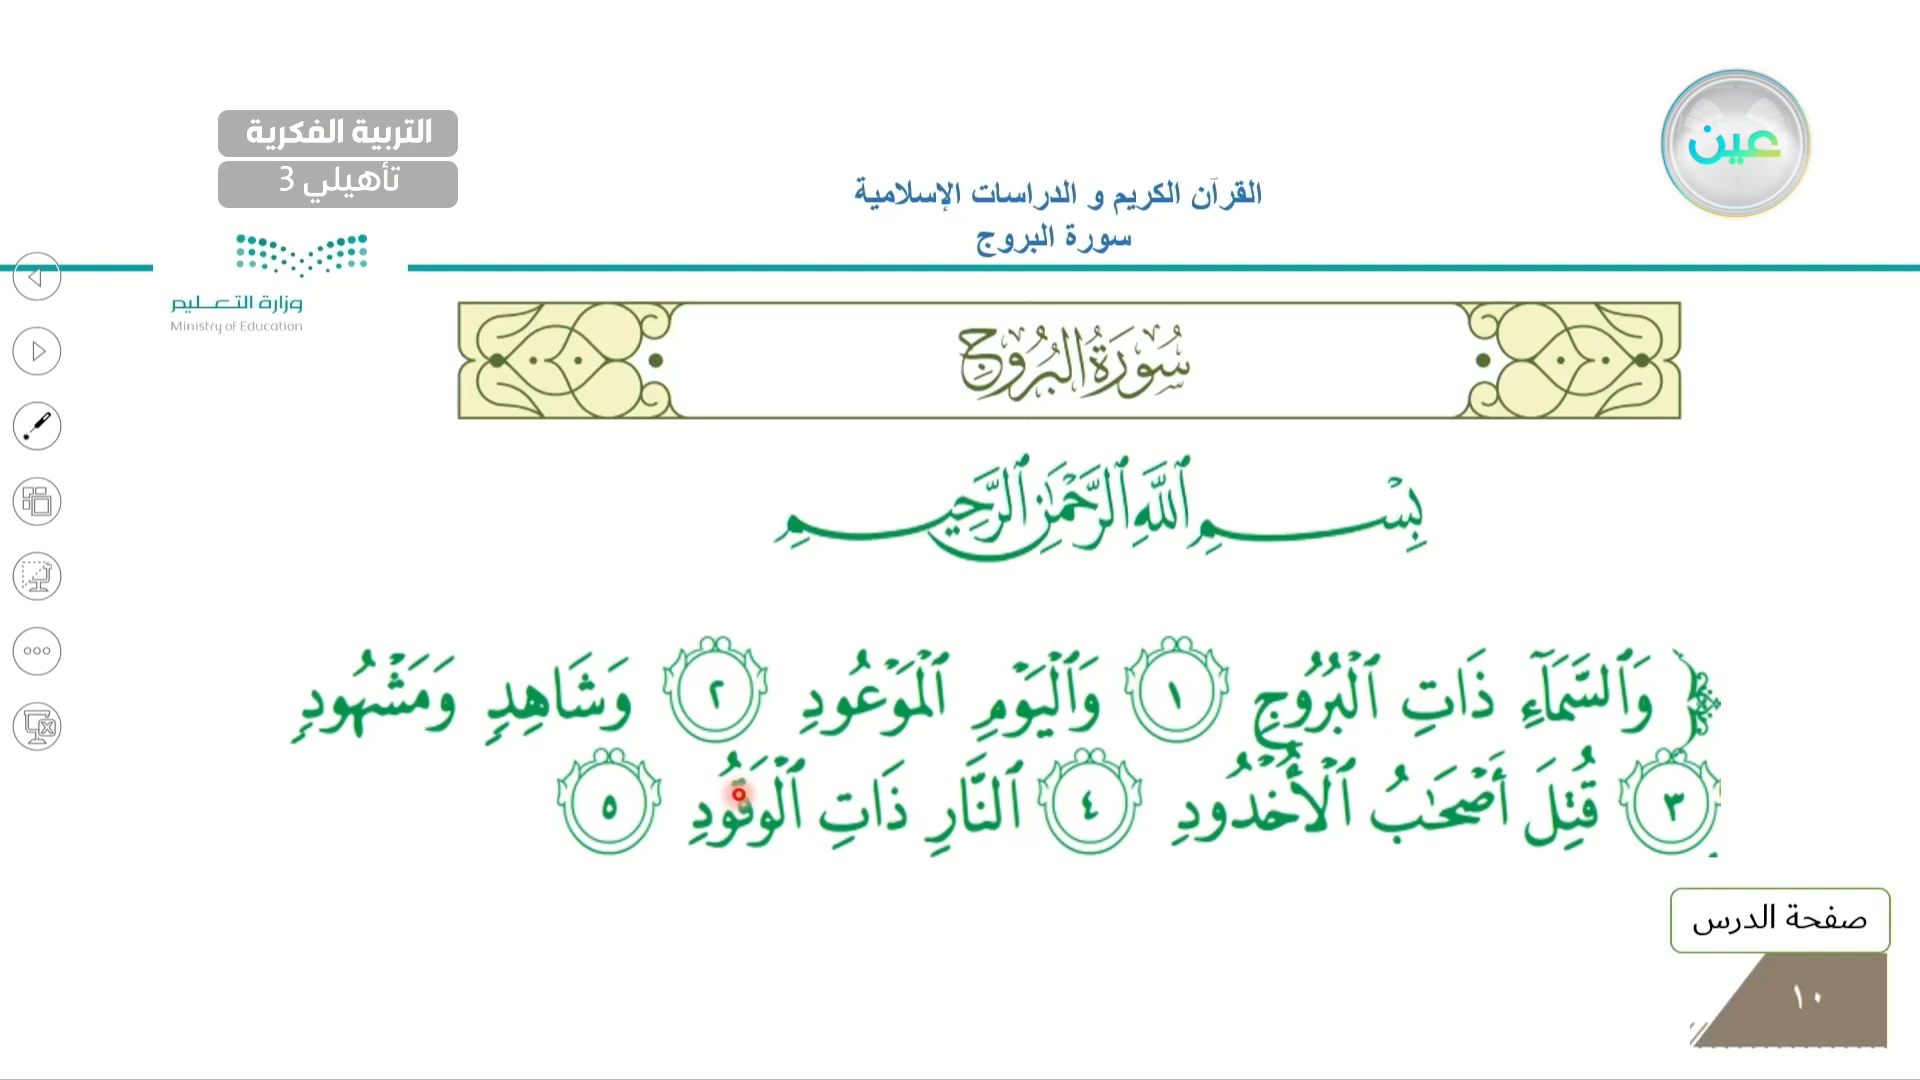 عين
التربية الفكرية
تأهيلي 3
القرآن الكريم و الدراسات الإسلامية
سورة البروج
وزارة التـعـــليم
Ministry of Education
سُورَةُ البُرُوجِ
بِسْمِ ٱللَّهِ ٱلرَّحْمَٰنِ ٱلرَّحِيمِ
وَٱلسَّمَآءِ ذَاتِ ٱلْبُرُوجِ ١ وَٱلْيَوْمِ ٱلْمَوْعُودِ ٢ وَشَاهِدٍ وَمَشْهُودٍ
٣ قُتِلَ أَصْحَٰبُ ٱلْأُخْدُودِ ٤ ٱلنَّارِ ذَاتِ ٱلْوَقُودِ ٥
صفحة الدرس
١٠